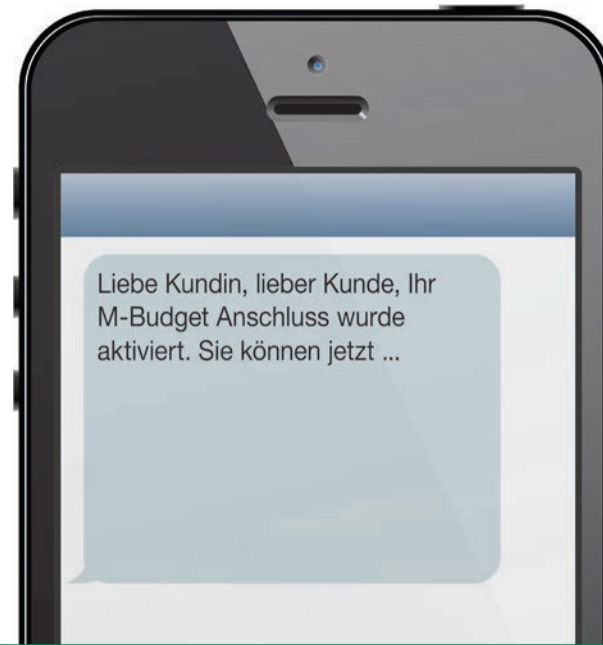 Liebe Kundin, lieber Kunde, Ihr
M-Budget Anschluss wurde
aktiviert. Sie können jetzt ...